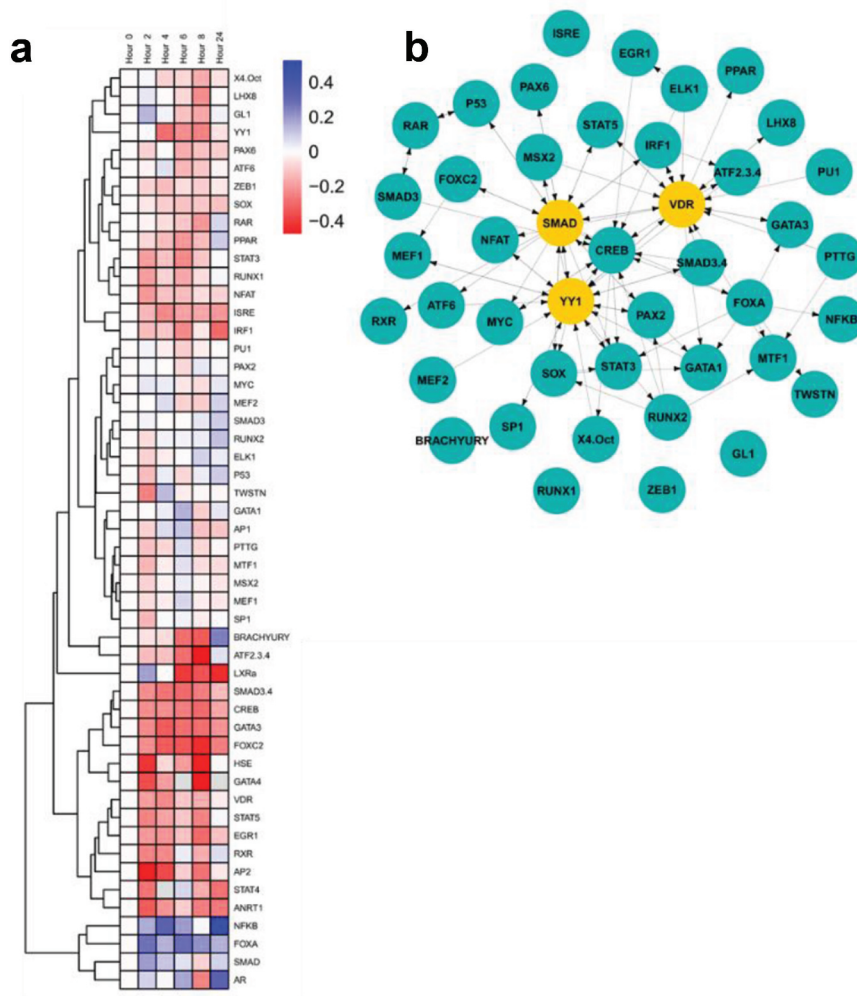 a
b
Hour 0
Hour 2
Hour 4
Hour 6
Hour 8
Hour 24
0.4
0.2
0
−0.2
−0.4
X4.Oct
LHX8
GL1
YY1
PAX6
ATF6
ZEB1
SOX
RAR
PPAR
STAT3
RUNX1
NFAT
ISRE
IRF1
PU1
PAX2
MYC
MEF2
SMAD3
RUNX2
ELK1
P53
TWSTN
GATA1
AP1
PTTG
MTF1
MSX2
MEF1
SP1
BRACHYURY
ATF2.3.4
LXRa
SMAD3.4
CREB
GATA3
FOXC2
HSE
GATA4
VDR
STAT5
EGR1
RXR
AP2
STAT4
ANRT1
NFKB
FOXA
SMAD
AR
ISRE
EGR1
PPAR
ELK1
PAX6
P53
RAR
STAT5
LHX8
IRF1
MSX2
ATF2.3.4
PU1
FOXC2
SMAD3
VDR
SMAD
GATA3
NFAT
CREB
MEF1
SMAD3.4
PTTG
YY1
FOXA
ATF6
RXR
MYC
PAX2
NFKB
MTF1
STAT3
GATA1
SOX
MEF2
TWSTN
RUNX2
SP1
X4.Oct
BRACHYURY
GL1
RUNX1
ZEB1